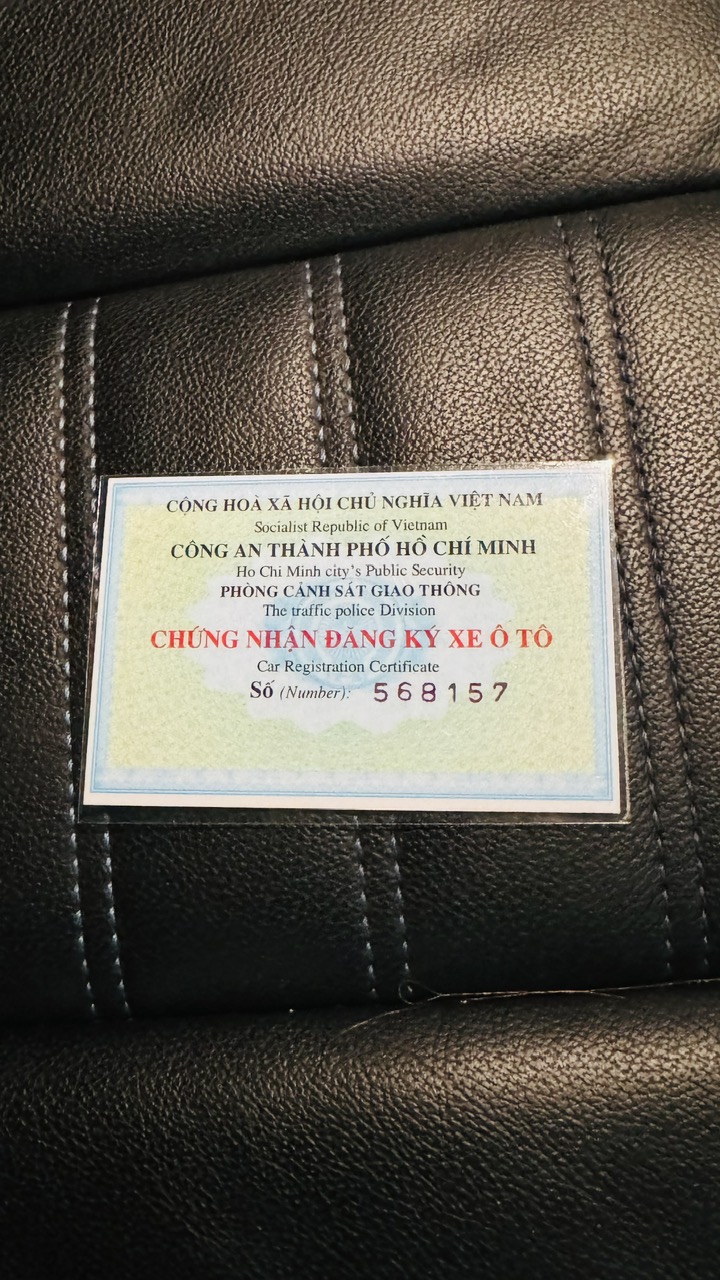 CỘNG HOÀ XÃ HỘI CHỦ NGHĨA VIỆT NAM
Socialist Republic of Vietnam
CÔNG AN THÀNH PHỐ HỒ CHÍ MINH
Ho Chi Minh city's Public Security
PHÒNG CẢNH SÁT GIAO THÔNG
The traffic police Division
CHỨNG NHẬN ĐĂNG KÝ XE Ô TÔ
Car Registration Certificate
Số (Number): 568157